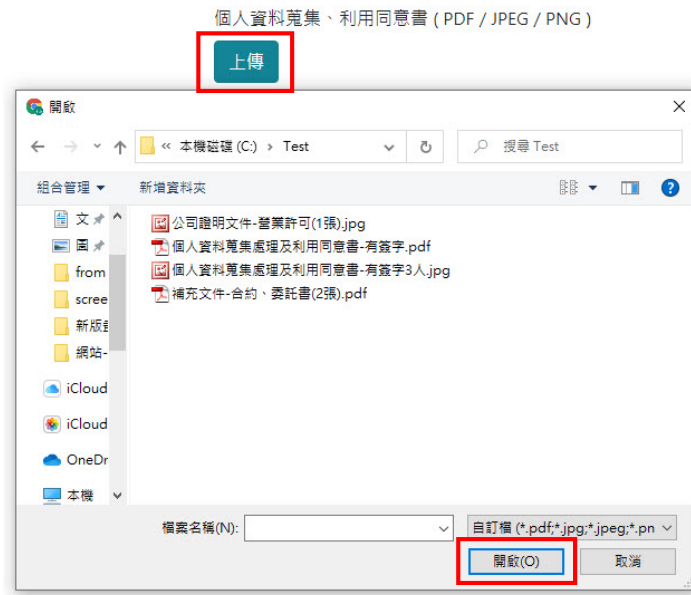 個人資料蒐集、利用同意書 ( PDF / JPEG / PNG )
上傳
開啟
« 本機磁碟 (C:) › Test
搜尋 Test
組合管理
新增資料夾
文
圖
from
scree
新版
網站-
iCloud
iCloud
OneDr
本機
公司證明文件-營業許可(1張).jpg
個人資料蒐集處理及利用同意書-有簽字.pdf
個人資料蒐集處理及利用同意書-有簽字3人.jpg
補充文件-合約、委託書(2張).pdf
檔案名稱(N):
自訂檔 (*.pdf;*.jpg;*.jpeg;*.pn
開啟(O)
取消